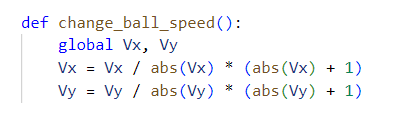 def change_ball_speed():
    global Vx, Vy
    Vx = Vx / abs(Vx) * (abs(Vx) + 1)
    Vy = Vy / abs(Vy) * (abs(Vy) + 1)